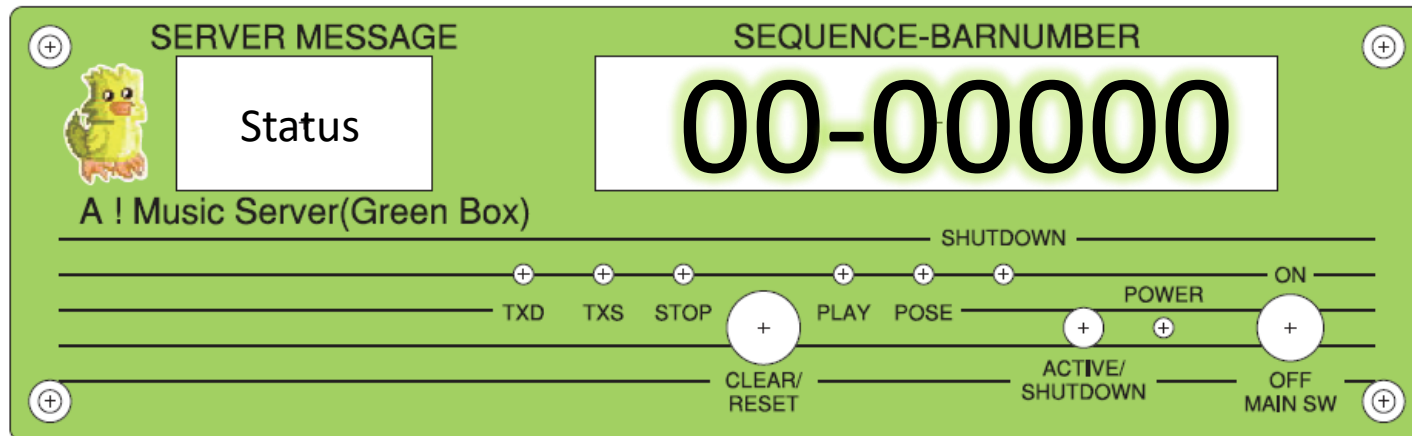 SERVER MESSAGE
SEQUENCE-BARNUMBER
Status
00-00000
A ! Music Server(Green Box)
SHUTDOWN
ON
POWER
TXD
TXS
STOP
PLAY
POSE
CLEAR/
RESET
ACTIVE/
SHUTDOWN
OFF
MAIN SW